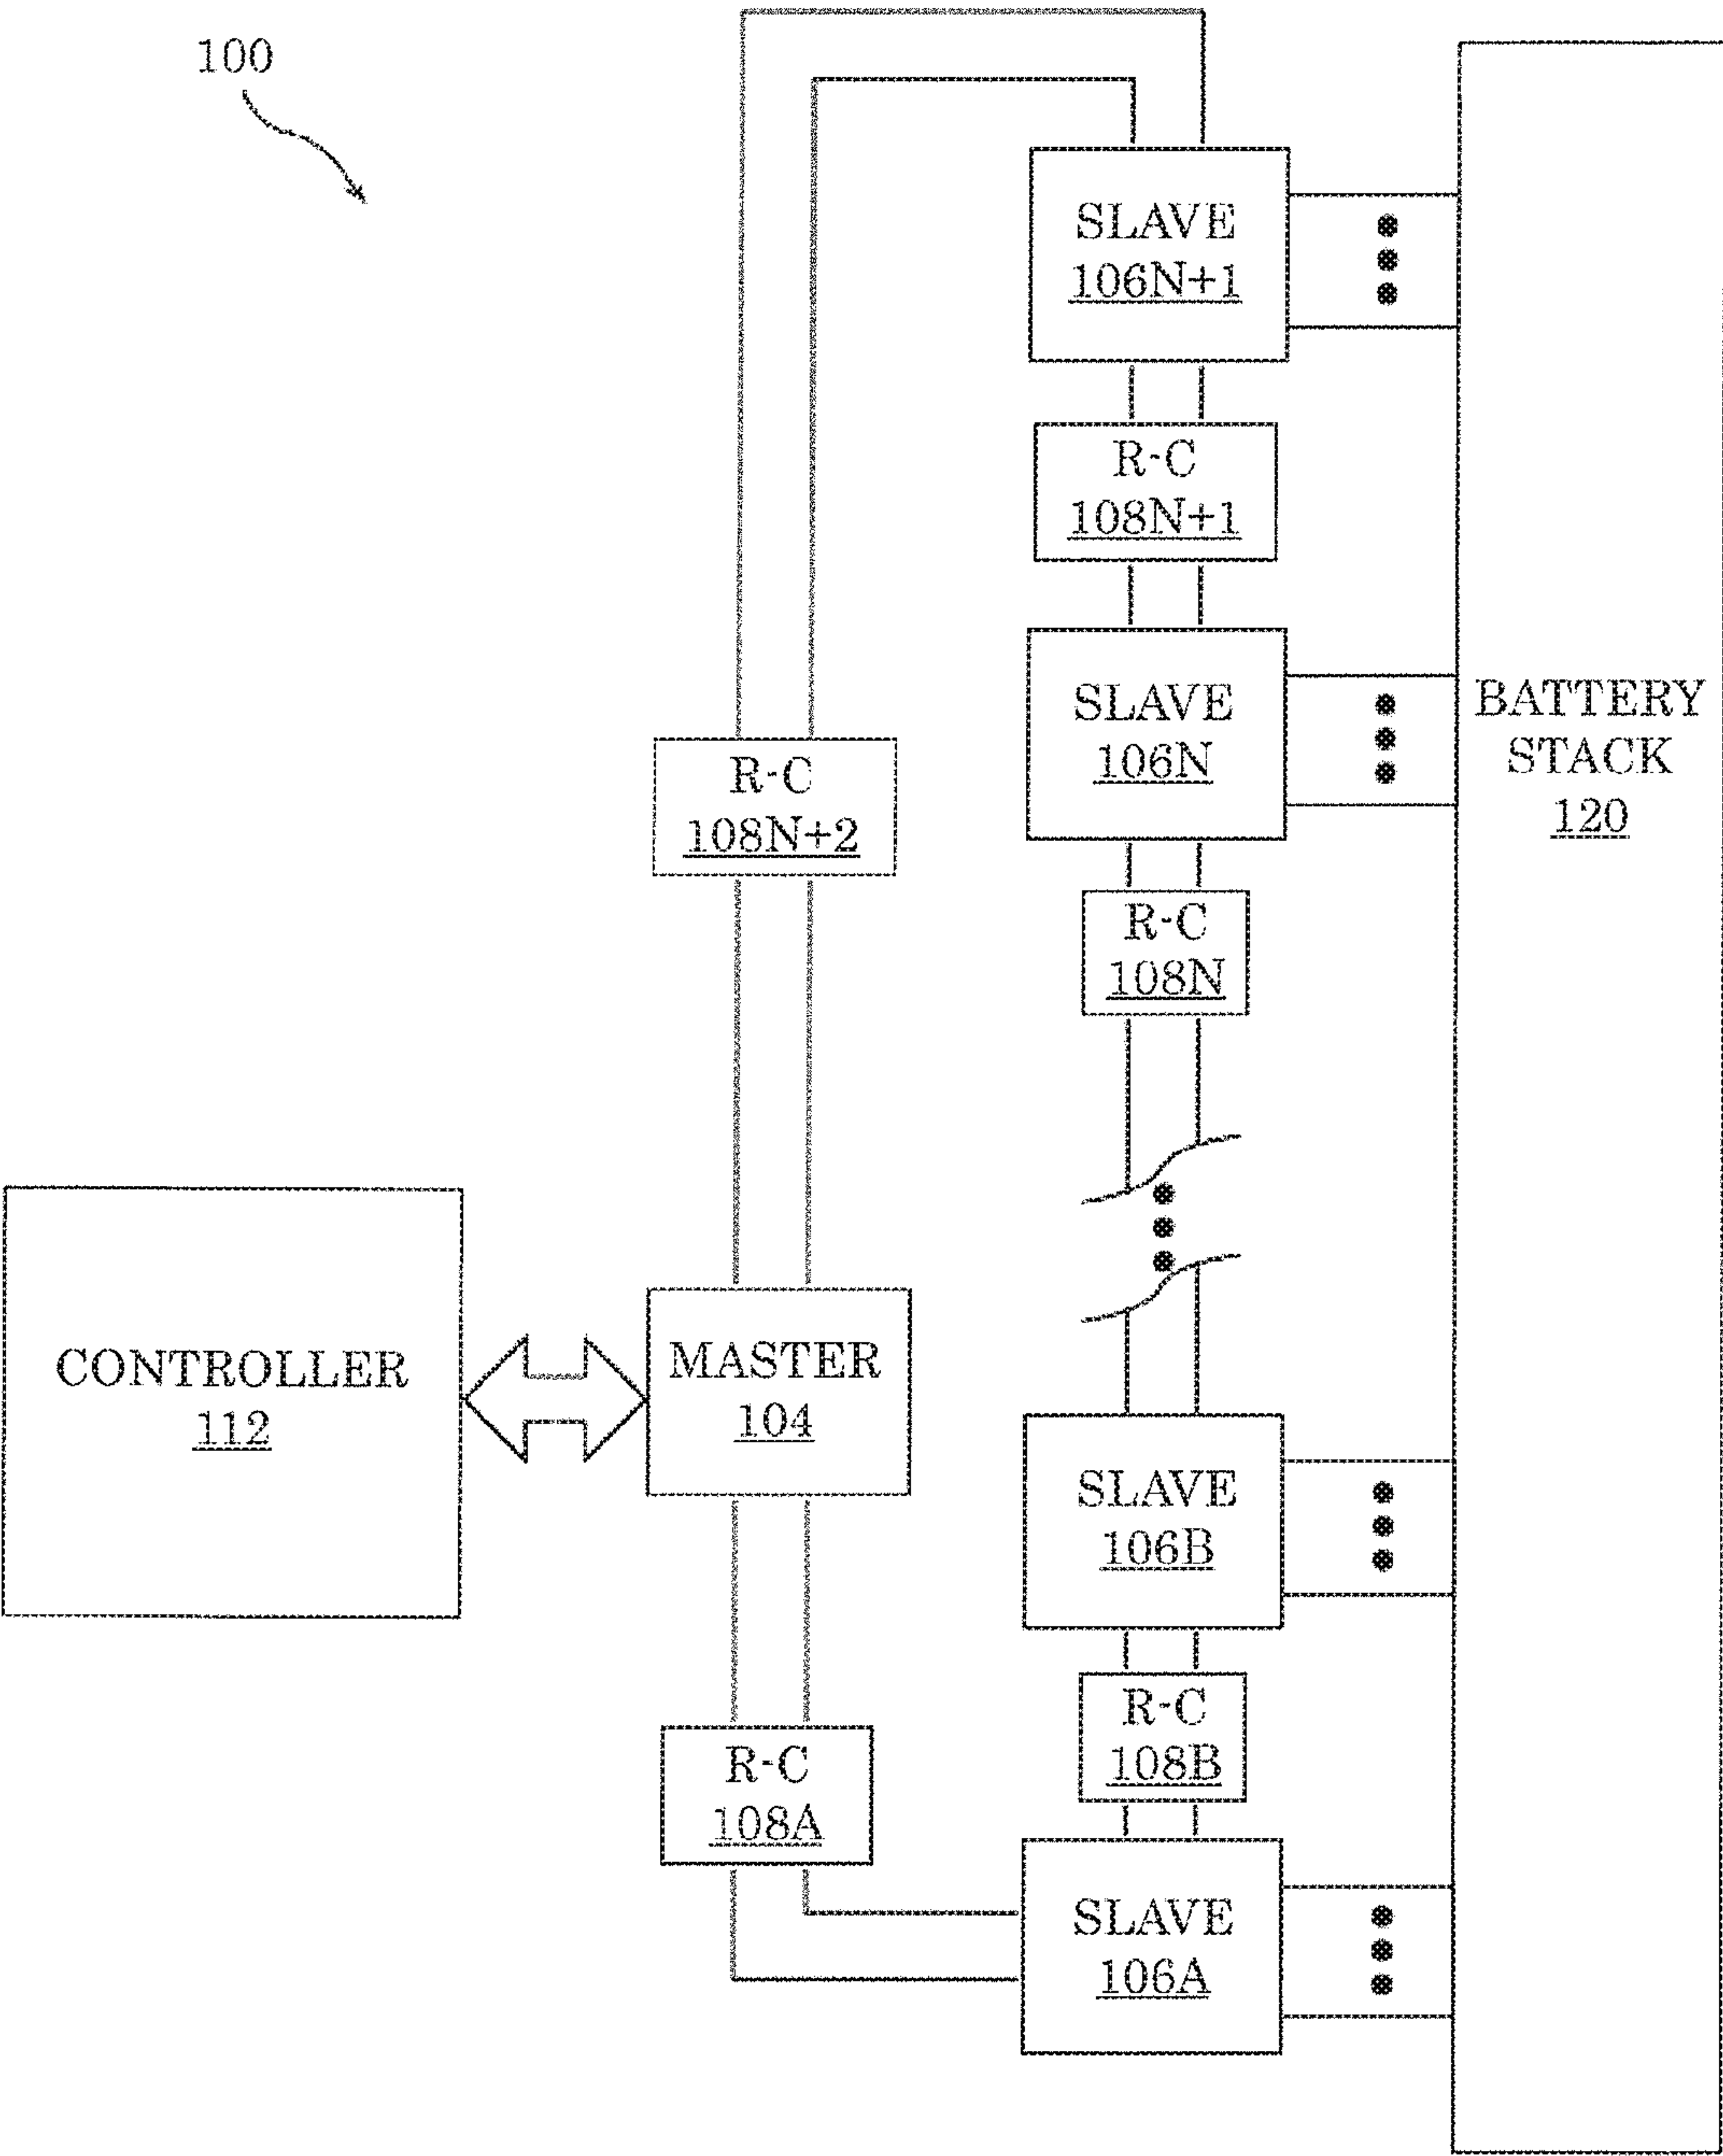 100
SLAVE
106N+1
R-C
108N+1
SLAVE
106N
BATTERY
STACK
120
R-C
108N+2
R-C
108N
CONTROLLER
112
MASTER
104
SLAVE
106B
R-C
108B
R-C
108A
SLAVE
106A